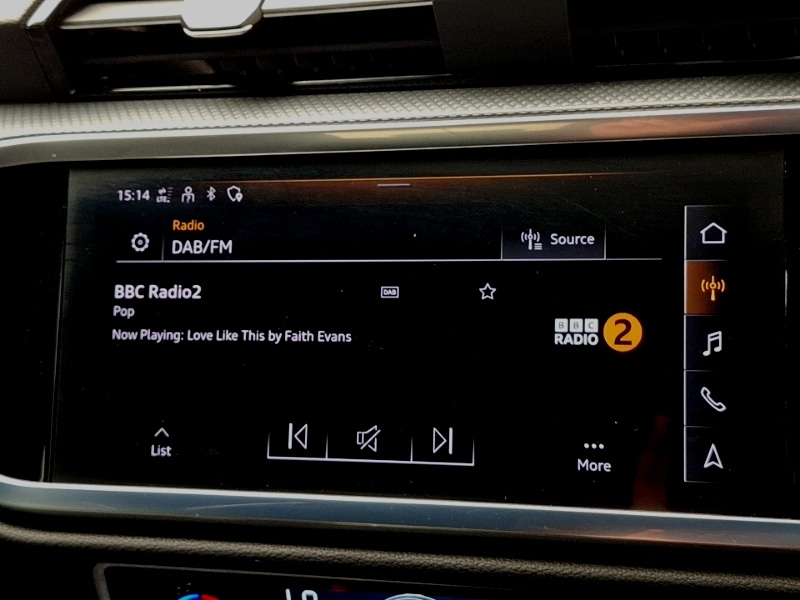 15:14 LTE
Radio
DAB/FM
Source
BBC Radio2
DAB
Pop
Now Playing: Love Like This by Faith Evans
BBC
RADIO 2
List
More